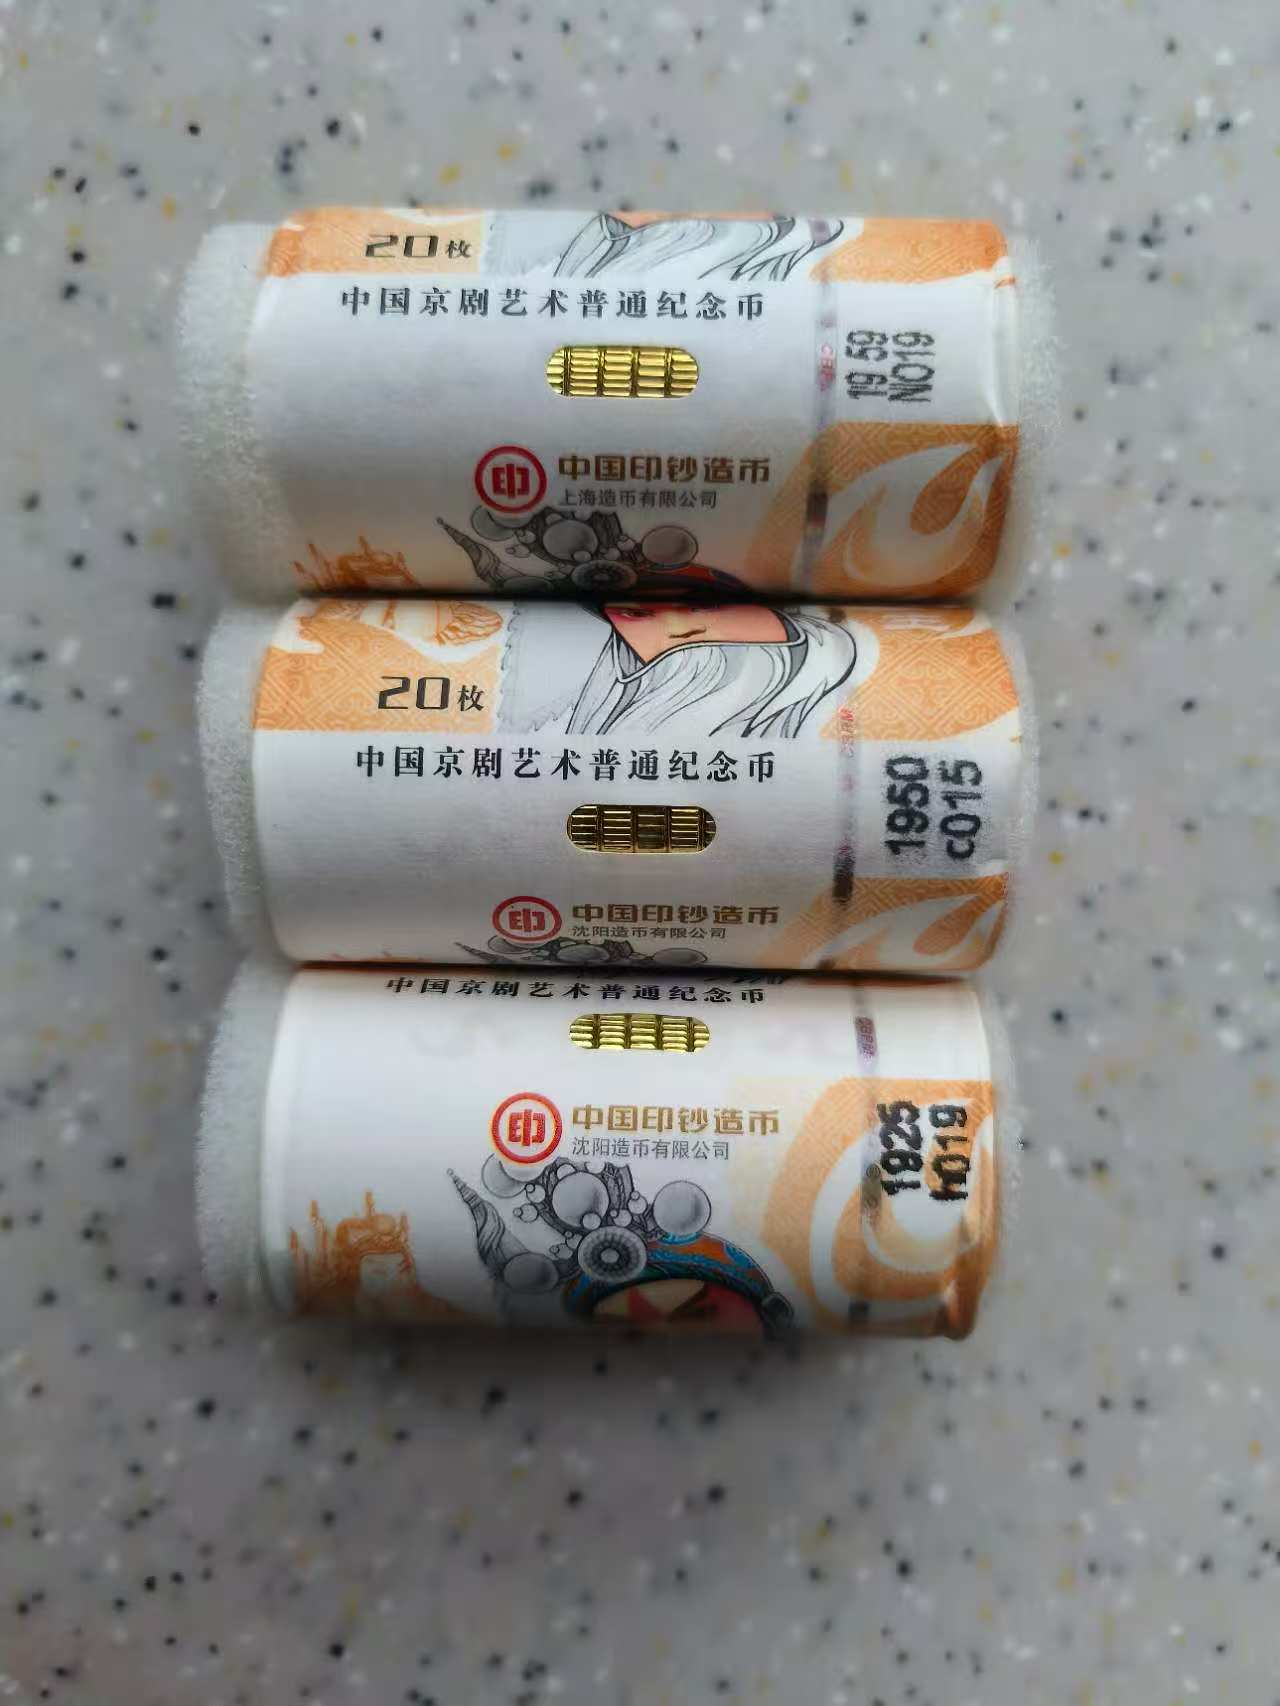 20枚
中国京剧艺术普通纪念币
19 59
NO19
印
中国印钞造币
上海造币有限公司
20枚
中国京剧艺术普通纪念币
1950
c015
印
中国印钞造币
沈阳造币有限公司
中国京剧艺术普通纪念币
1925
h019
印
中国印钞造币
沈阳造币有限公司